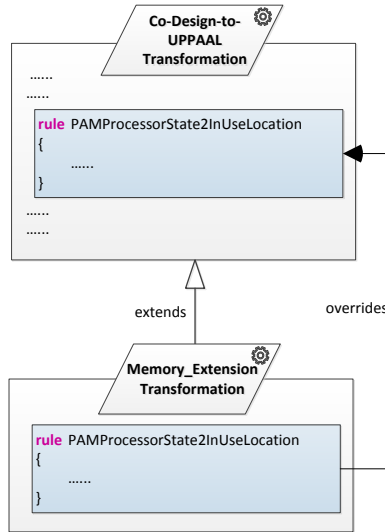 Co-Design-to-
UPPAAL
Transformation
......
......
rule PAMProcessorState2InUseLocation
{
......
}
......
......
extends
overrides
Memory_Extension
Transformation
rule PAMProcessorState2InUseLocation
{
......
}